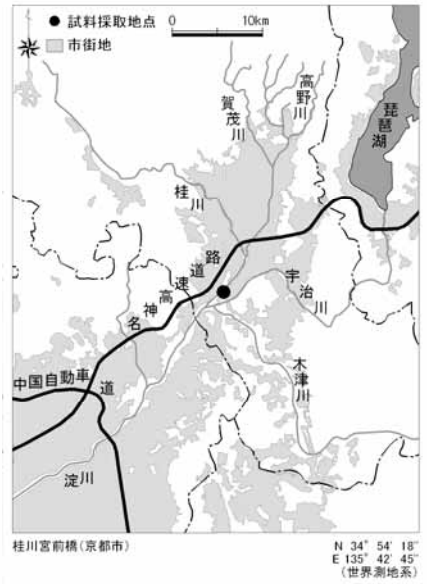 ● 試料採取地点
市街地
0 10km
賀茂川
高野川
琵琶湖
桂川
名神高速道路
宇治川
中国自動車道
木津川
淀川
桂川宮前橋(京都市)
N 34° 54′ 18″
E 135° 42′ 45″
(世界測地系)